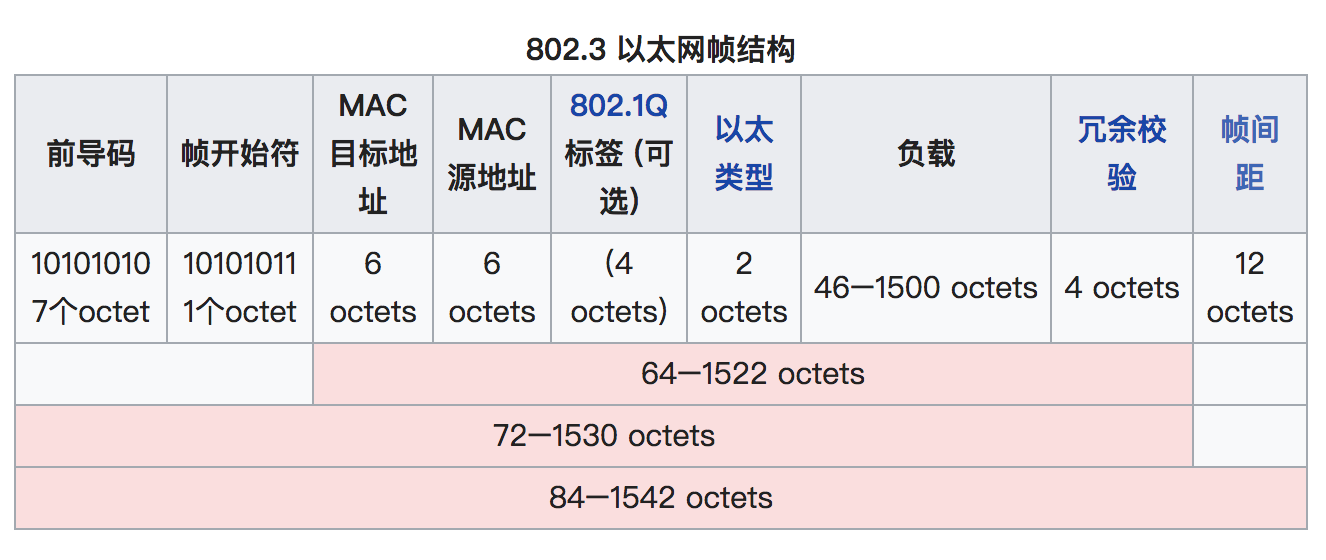 802.3 以太网帧结构
前导码
帧开始符
MAC
目标地
址
MAC
源地址
802.1Q
标签 (可
选)
以太
类型
负载
冗余校
验
帧间
距
10101010
7个octet
10101011
1个octet
6
octets
6
octets
(4
octets)
2
octets
46—1500 octets
4 octets
12
octets
64—1522 octets
72—1530 octets
84—1542 octets